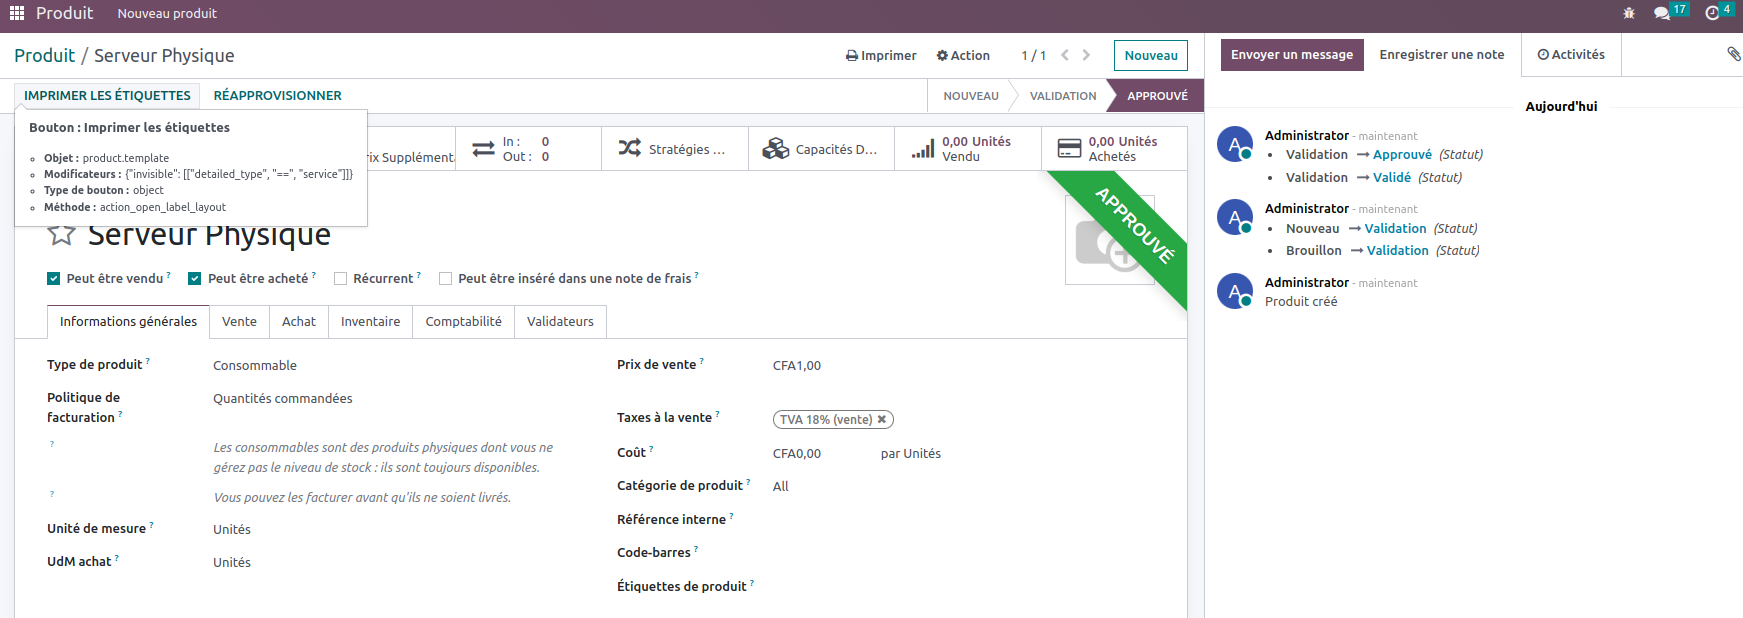 Produit Nouveau produit 17 4
Produit / Serveur Physique Imprimer Action 1 / 1 Nouveau
Envoyer un message Enregistrer une note Activités
IMPRIMER LES ÉTIQUETTES RÉAPPROVISIONNER NOUVEAU VALIDATION APPROUVÉ
Bouton : Imprimer les étiquettes
Objet : product.template
Modificateurs : {"invisible": [["detailed_type", "==", "service"]]}
Type de bouton : object
Méthode : action_open_label_layout
rix Supplément
In : 0
Out : 0
Stratégies ...
Capacités D...
0,00 Unités
Vendu
0,00 Unités
Achetés
APPROUVÉ
Serveur Physique
Peut être vendu ? Peut être acheté ? Récurrent ? Peut être inséré dans une note de frais ?
Informations générales Vente Achat Inventaire Comptabilité Validateurs
Type de produit ? Consommable
Politique de
facturation ?
Quantités commandées
?
Les consommables sont des produits physiques dont vous ne
gérez pas le niveau de stock : ils sont toujours disponibles.
?
Vous pouvez les facturer avant qu'ils ne soient livrés.
Unité de mesure ? Unités
UdM achat ? Unités
Prix de vente ? CFA1,00
Taxes à la vente ? TVA 18% (vente) ✖
Coût ? CFA0,00 par Unités
Catégorie de produit ? All
Référence interne ?
Code-barres ?
Étiquettes de produit ?
Aujourd'hui
A
Administrator - maintenant
• Validation → Approuvé (Statut)
• Validation → Validé (Statut)
A
Administrator - maintenant
• Nouveau → Validation (Statut)
• Brouillon → Validation (Statut)
A
Administrator - maintenant
Produit créé